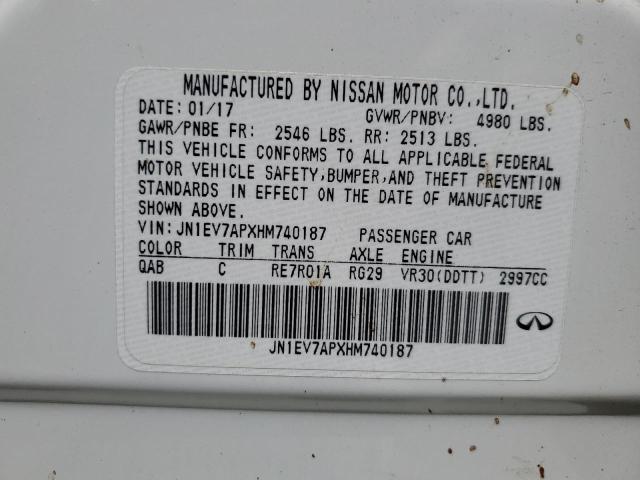 MANUFACTURED BY NISSAN MOTOR CO.,LTD.
DATE: 01/17 GVWR/PNBV: 4980 LBS.
GAWR/PNBE FR: 2546 LBS. RR: 2513 LBS.
THIS VEHICLE CONFORMS TO ALL APPLICABLE FEDERAL
MOTOR VEHICLE SAFETY,BUMPER,AND THEFT PREVENTION
STANDARDS IN EFFECT ON THE DATE OF MANUFACTURE
SHOWN ABOVE.
VIN:JN1EV7APXHM740187 PASSENGER CAR
COLOR TRIM TRANS AXLE ENGINE
QAB C RE7R01A RG29 VR30(DDTT) 2997CC
JN1EV7APXHM740187